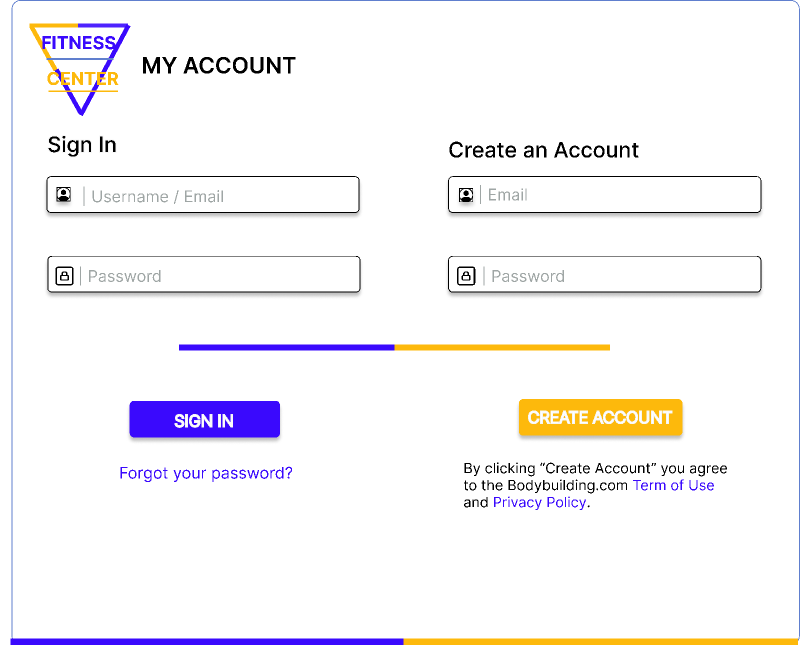 FITNESS
CENTER
MY ACCOUNT
Sign In
Username / Email
Password
SIGN IN
Forgot your password?
Create an Account
Email
Password
CREATE ACCOUNT
By clicking “Create Account” you agree
to the Bodybuilding.com Term of Use
and Privacy Policy.